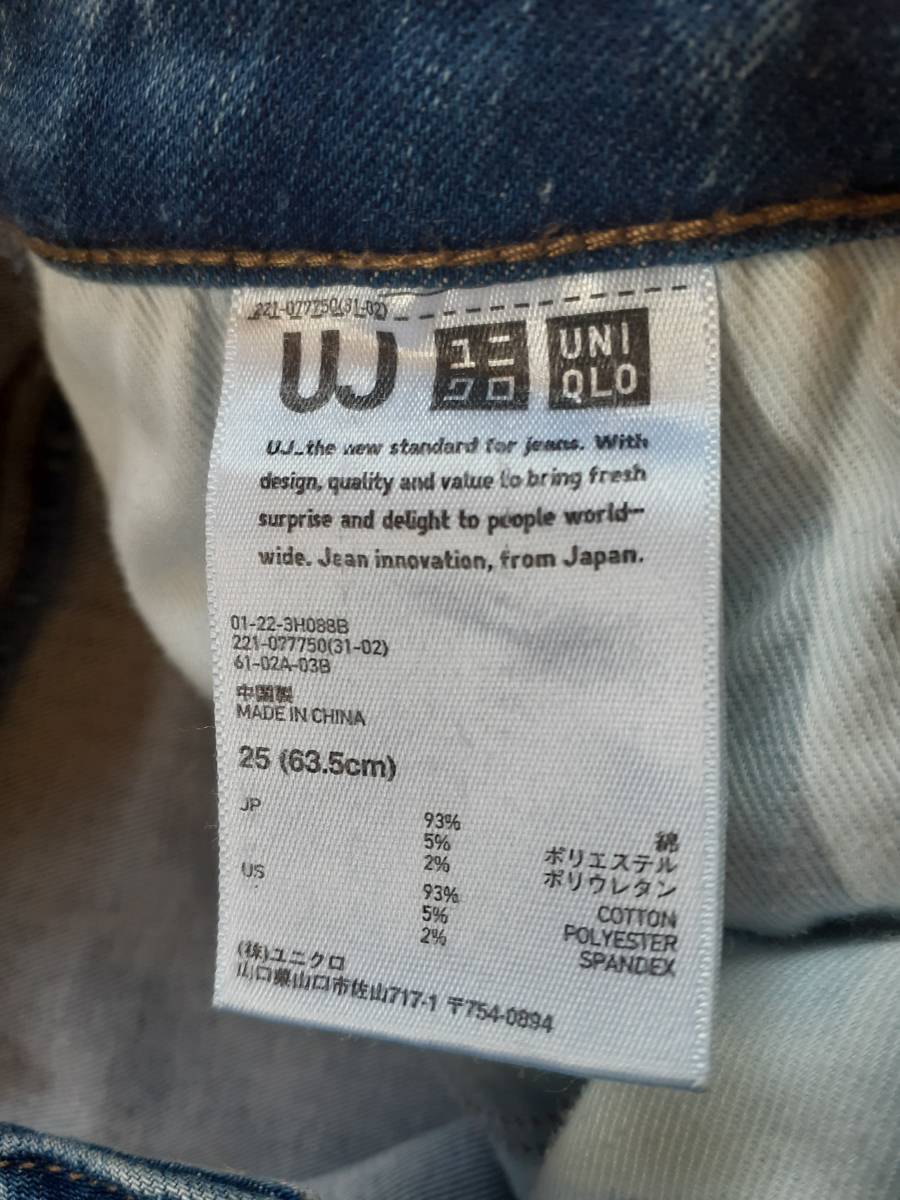 221-077750(31-02)
UJ ユニ UNI
クロ QLO
UJ_the new standard for jeans. With
design, quality and value to bring fresh
surprise and delight to people world-
wide. Jean innovation, from Japan.
01-22-3H088B
221-077750(31-02)
61-02A-03B
中国製
MADE IN CHINA
25 (63.5cm)
JP
93% 綿
5% ポリエステル
2% ポリウレタン
US
93% COTTON
5% POLYESTER
2% SPANDEX
(株)ユニクロ
山口県山口市佐山717-1 〒754-0894